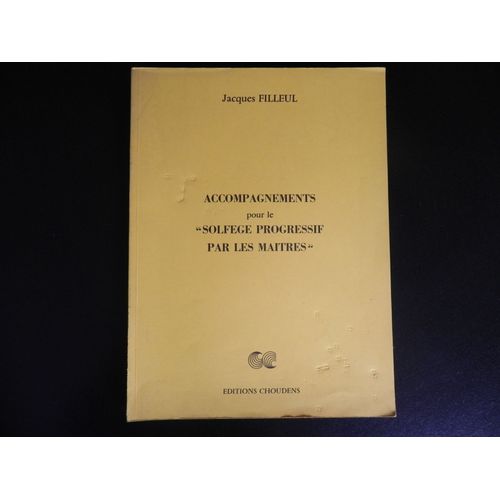 Jacques FILLEUL
ACCOMPAGNEMENTS
pour le
"SOLFEGE PROGRESSIF
PAR LES MAITRES"
EDITIONS CHOUDENS